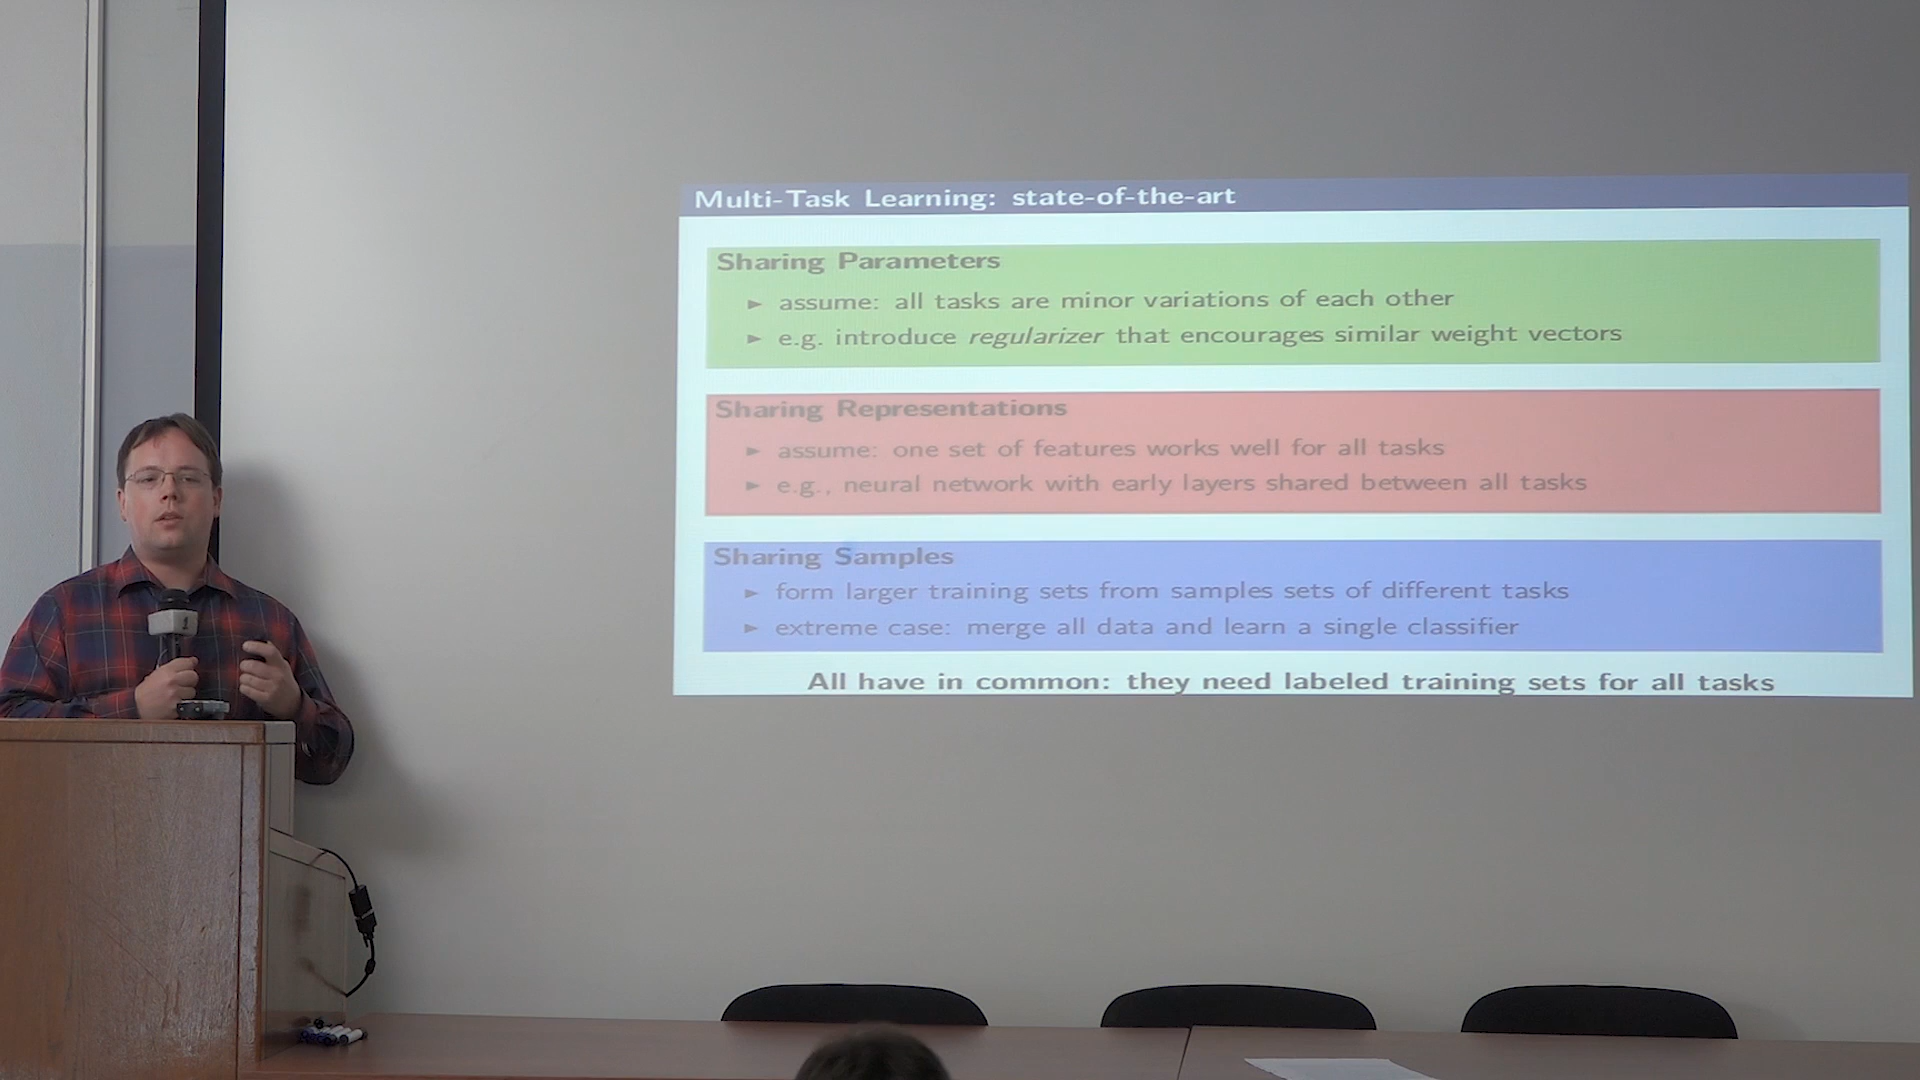 Multi-Task Learning: state-of-the-art
Sharing Parameters
► assume: all tasks are minor variations of each other
► e.g. introduce regularizer that encourages similar weight vectors
Sharing Representations
► assume: one set of features works well for all tasks
► e.g., neural network with early layers shared between all tasks
Sharing Samples
► form larger training sets from samples sets of different tasks
► extreme case: merge all data and learn a single classifier
All have in common: they need labeled training sets for all tasks